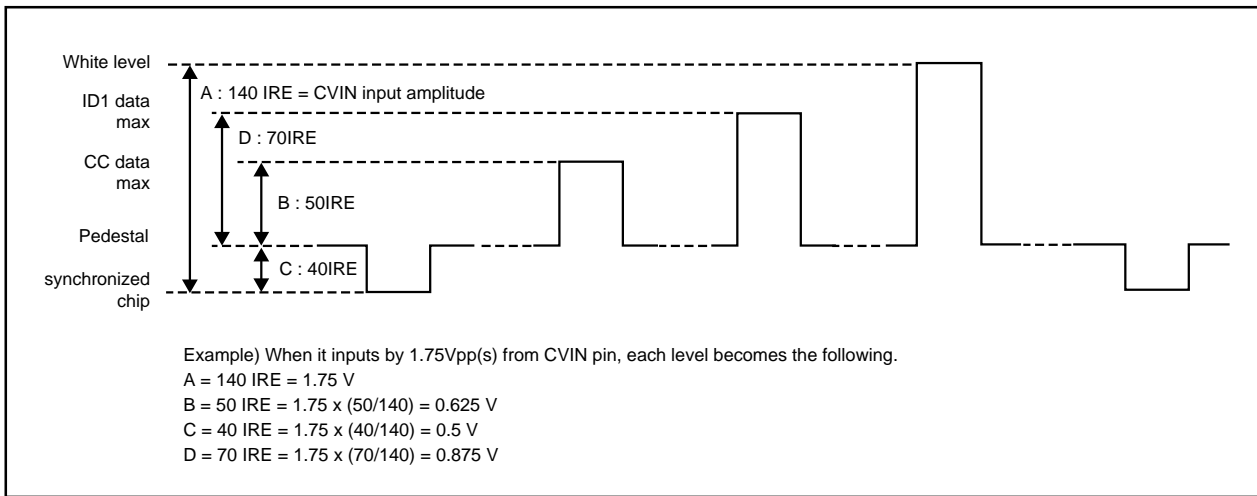 White level
A : 140 IRE = CVIN input amplitude
ID1 data
max
D : 70IRE
CC data
max
B : 50IRE
Pedestal
C : 40IRE
synchronized
chip
Example) When it inputs by 1.75Vpp(s) from CVIN pin, each level becomes the following.
A = 140 IRE = 1.75 V
B = 50 IRE = 1.75 x (50/140) = 0.625 V
C = 40 IRE = 1.75 x (40/140) = 0.5 V
D = 70 IRE = 1.75 x (70/140) = 0.875 V